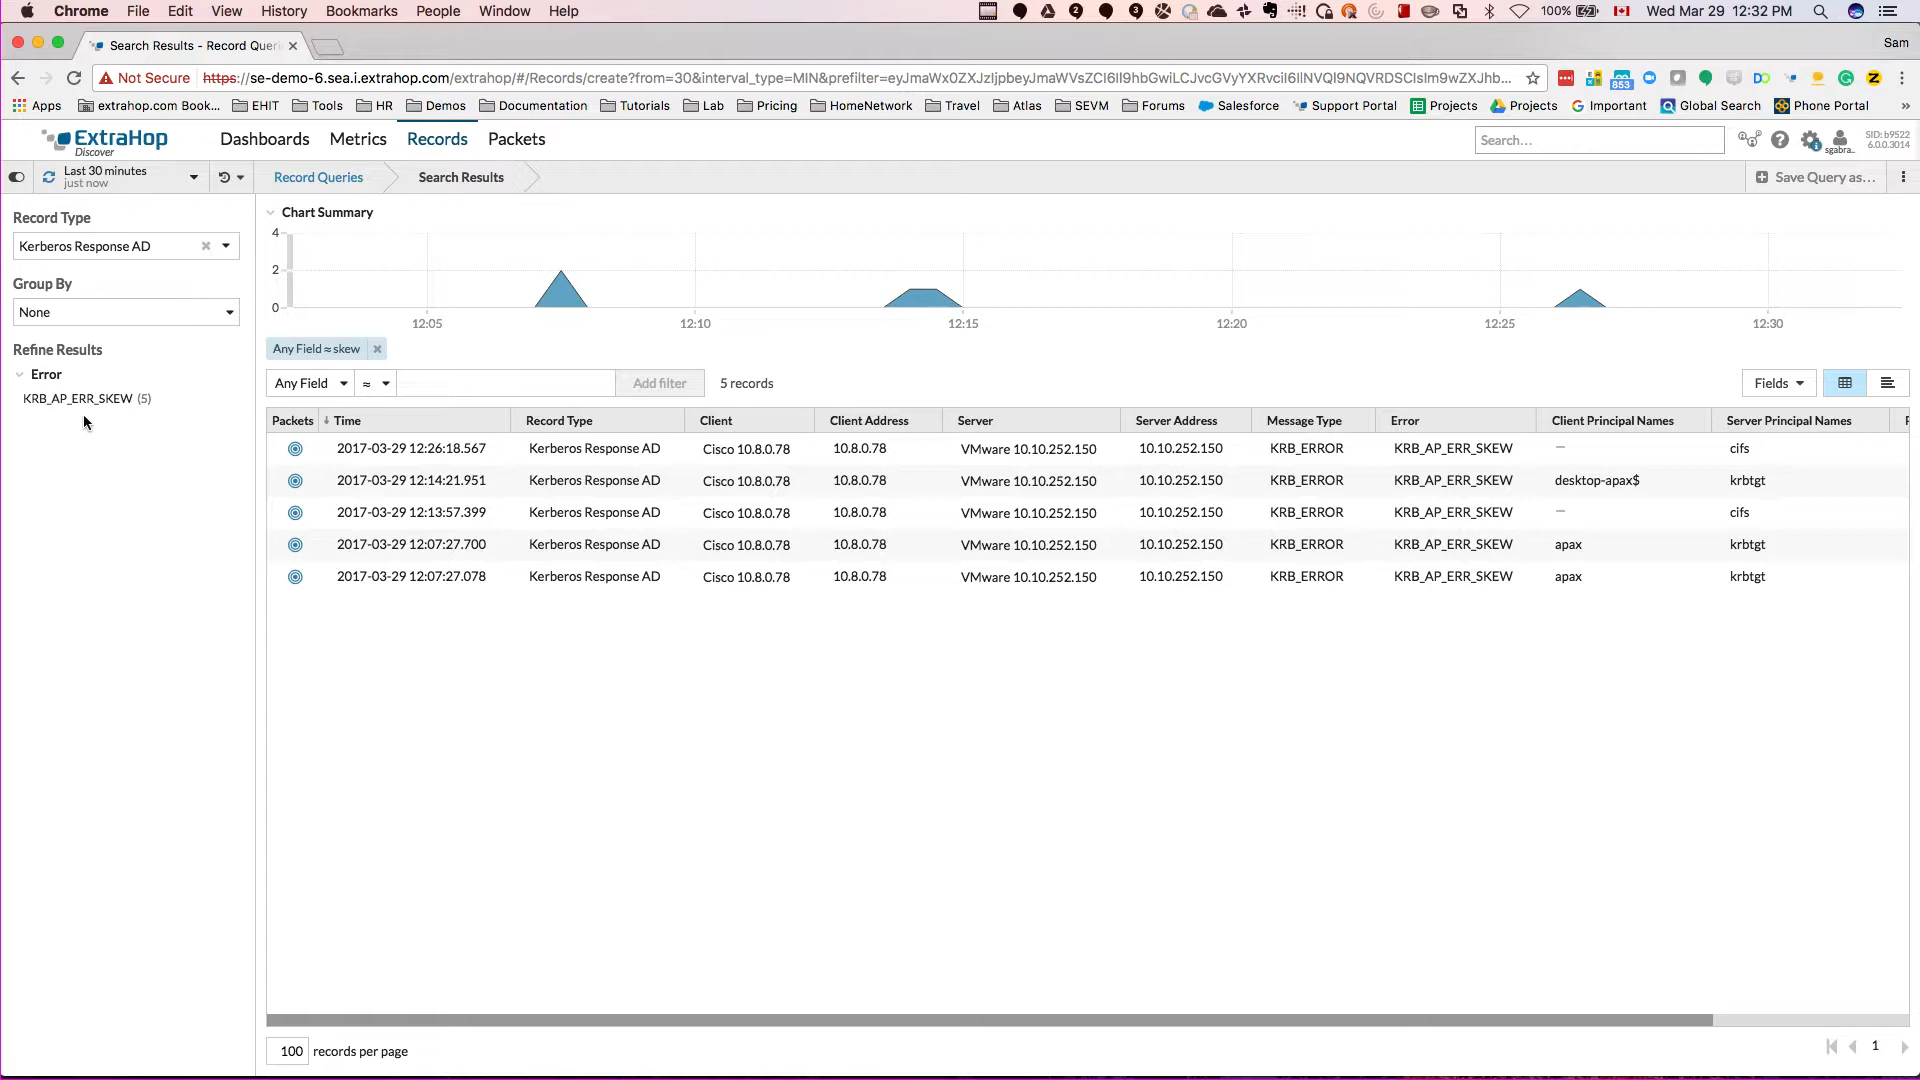 Chrome File Edit View History Bookmarks People Window Help 100% Wed Mar 29 12:32 PM
Search Results - Record Queri Sam
Not Secure https://se-demo-6.sea.i.extrahop.com/extrahop/#/Records/create?from=30&interval_type=MIN&prefilter=
Apps extrahop.com Book... EHIT Tools HR Demos Documentation Tutorials Lab Pricing HomeNetwork Travel Atlas SEVM Forums Salesforce Support Portal Projects Projects Important Global Search Phone Portal »
ExtraHop Discover Dashboards Metrics Records Packets Search... sgabra.. SID: b9522 6.0.0.3014
Last 30 minutes
just now
Record Queries Search Results Save Query as...
Record Type
Kerberos Response AD
Group By
None
Refine Results
Error
KRB_AP_ERR_SKEW (5)
Chart Summary
4
2
0
12:05 12:10 12:15 12:20 12:25 12:30
Any Field ≈ skew
Any Field ≈ Add filter 5 records Fields
Packets Time Record Type Client Client Address Server Server Address Message Type Error Client Principal Names Server Principal Names
2017-03-29 12:26:18.567 Kerberos Response AD Cisco 10.8.0.78 10.8.0.78 VMware 10.10.252.150 10.10.252.150 KRB_ERROR KRB_AP_ERR_SKEW — cifs
2017-03-29 12:14:21.951 Kerberos Response AD Cisco 10.8.0.78 10.8.0.78 VMware 10.10.252.150 10.10.252.150 KRB_ERROR KRB_AP_ERR_SKEW desktop-apax$ krbtgt
2017-03-29 12:13:57.399 Kerberos Response AD Cisco 10.8.0.78 10.8.0.78 VMware 10.10.252.150 10.10.252.150 KRB_ERROR KRB_AP_ERR_SKEW — cifs
2017-03-29 12:07:27.700 Kerberos Response AD Cisco 10.8.0.78 10.8.0.78 VMware 10.10.252.150 10.10.252.150 KRB_ERROR KRB_AP_ERR_SKEW apax krbtgt
2017-03-29 12:07:27.078 Kerberos Response AD Cisco 10.8.0.78 10.8.0.78 VMware 10.10.252.150 10.10.252.150 KRB_ERROR KRB_AP_ERR_SKEW apax krbtgt
100 records per page 1